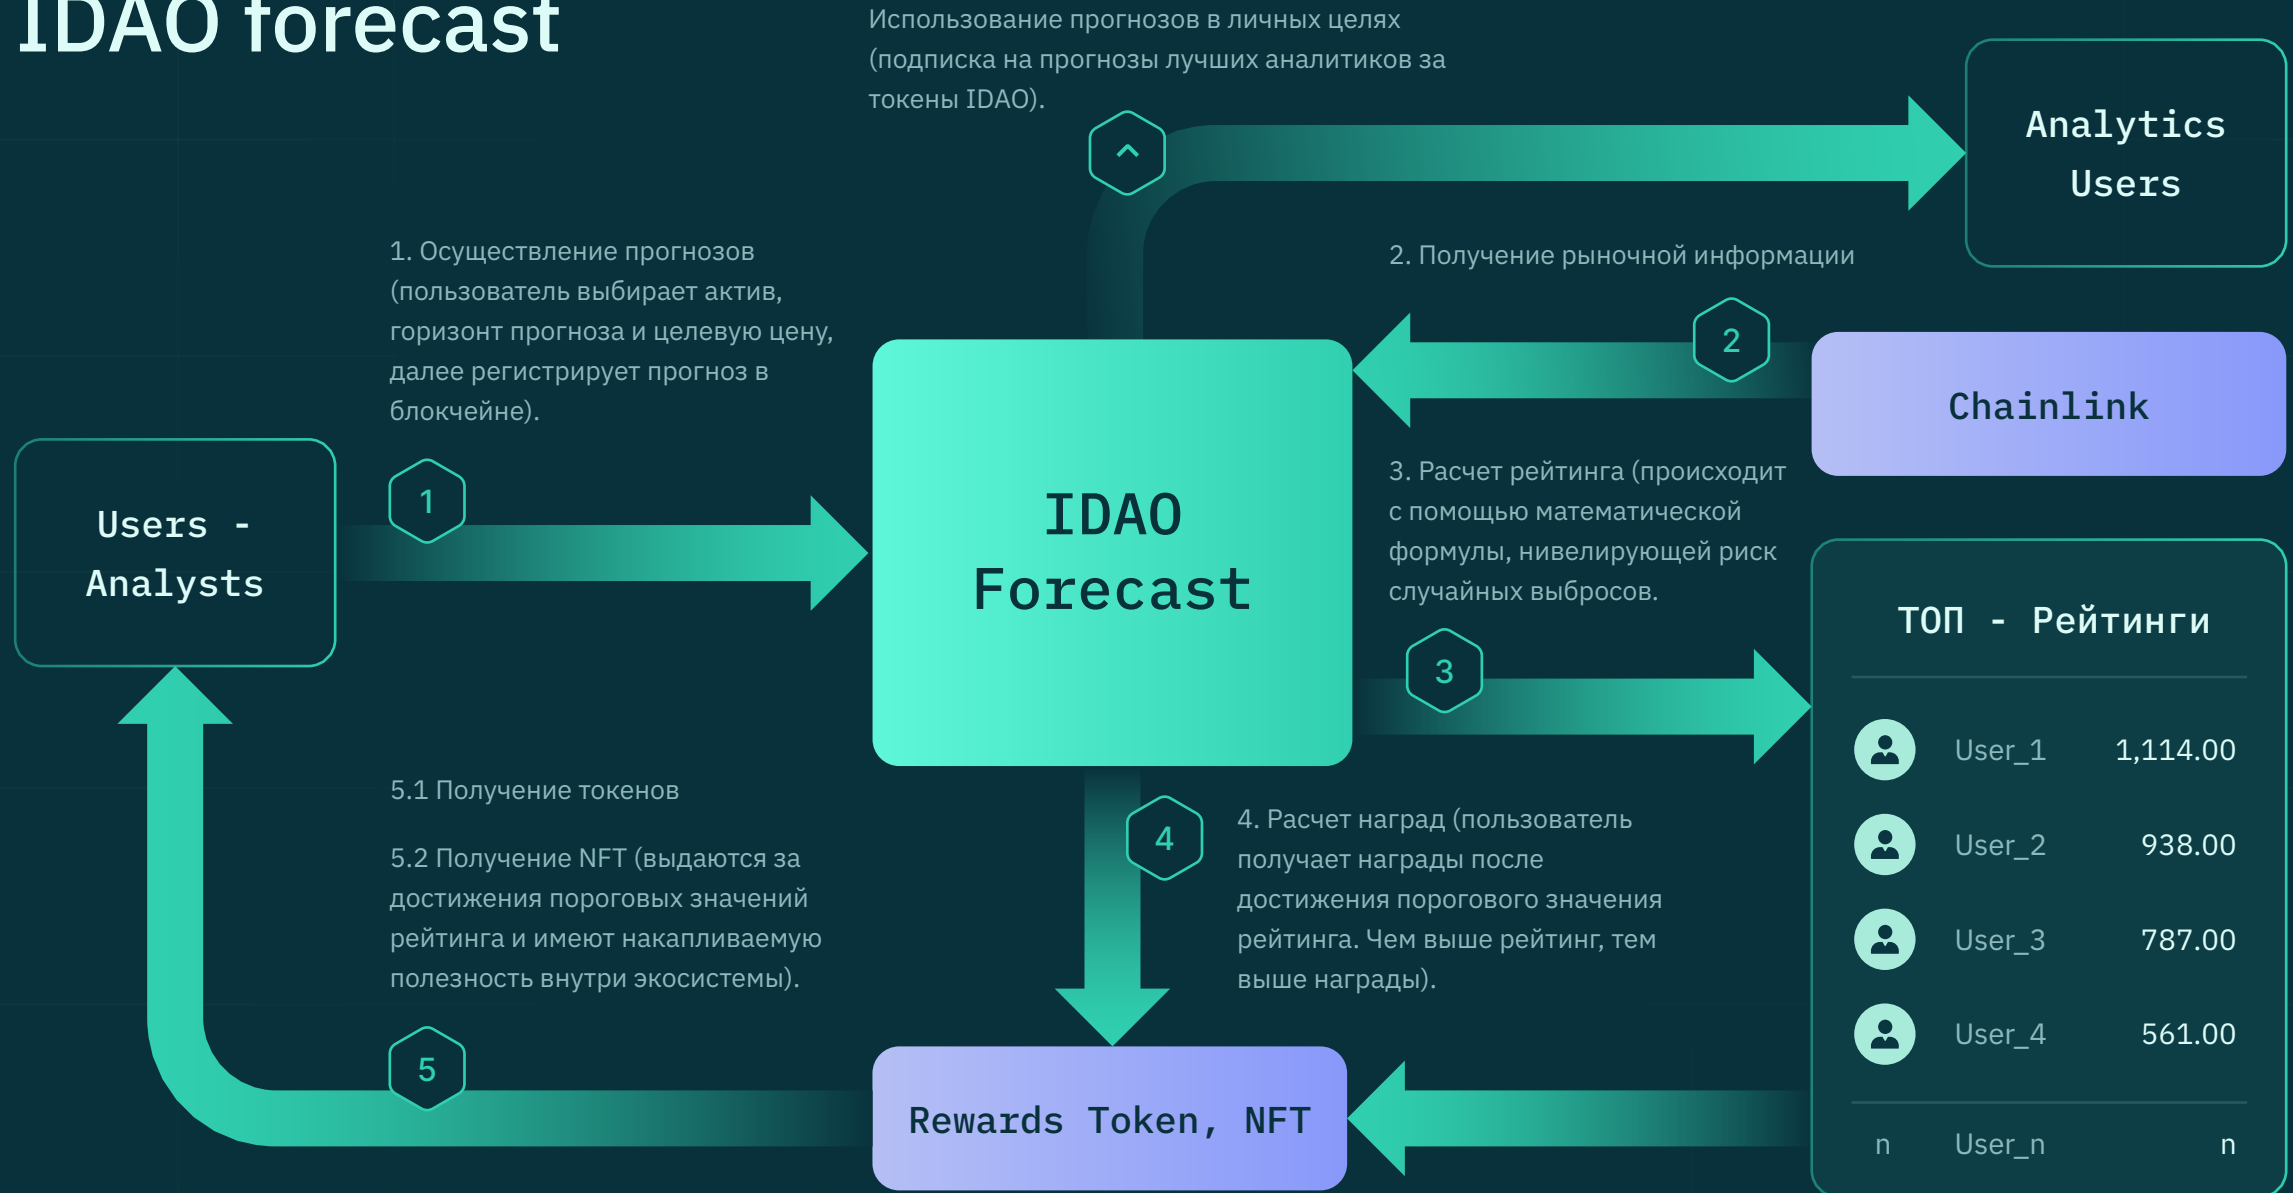 IDAO forecast
Использование прогнозов в личных целях
(подписка на прогнозы лучших аналитиков за
токены IDAO).
Analytics
Users
1. Осуществление прогнозов
(пользователь выбирает актив,
горизонт прогноза и целевую цену,
далее регистрирует прогноз в
блокчейне).
2. Получение рыночной информации
2
Chainlink
Users -
Analysts
1
IDAO
Forecast
3. Расчет рейтинга (происходит
с помощью математической
формулы, нивелирующей риск
случайных выбросов.
3
ТОП - Рейтинги
User_1 1,114.00
User_2 938.00
User_3 787.00
User_4 561.00
n User_n n
4
4. Расчет наград (пользователь
получает награды после
достижения порогового значения
рейтинга. Чем выше рейтинг, тем
выше награды).
5.1 Получение токенов
5.2 Получение NFT (выдаются за
достижения пороговых значений
рейтинга и имеют накапливаемую
полезность внутри экосистемы).
5
Rewards Token, NFT